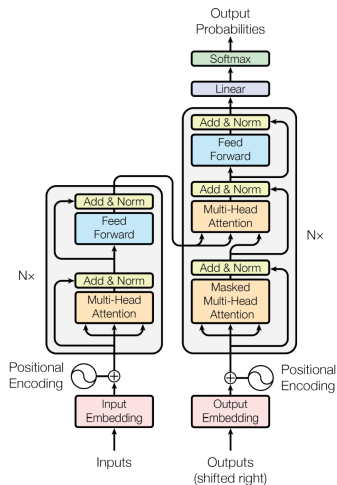 Output
Probabilities
Softmax
Linear
Add & Norm
Feed
Forward
Add & Norm
Multi-Head
Attention
Add & Norm
Masked
Multi-Head
Attention
N×
Positional
Encoding
Output
Embedding
Outputs
(shifted right)
Add & Norm
Feed
Forward
N×
Add & Norm
Multi-Head
Attention
Positional
Encoding
Input
Embedding
Inputs